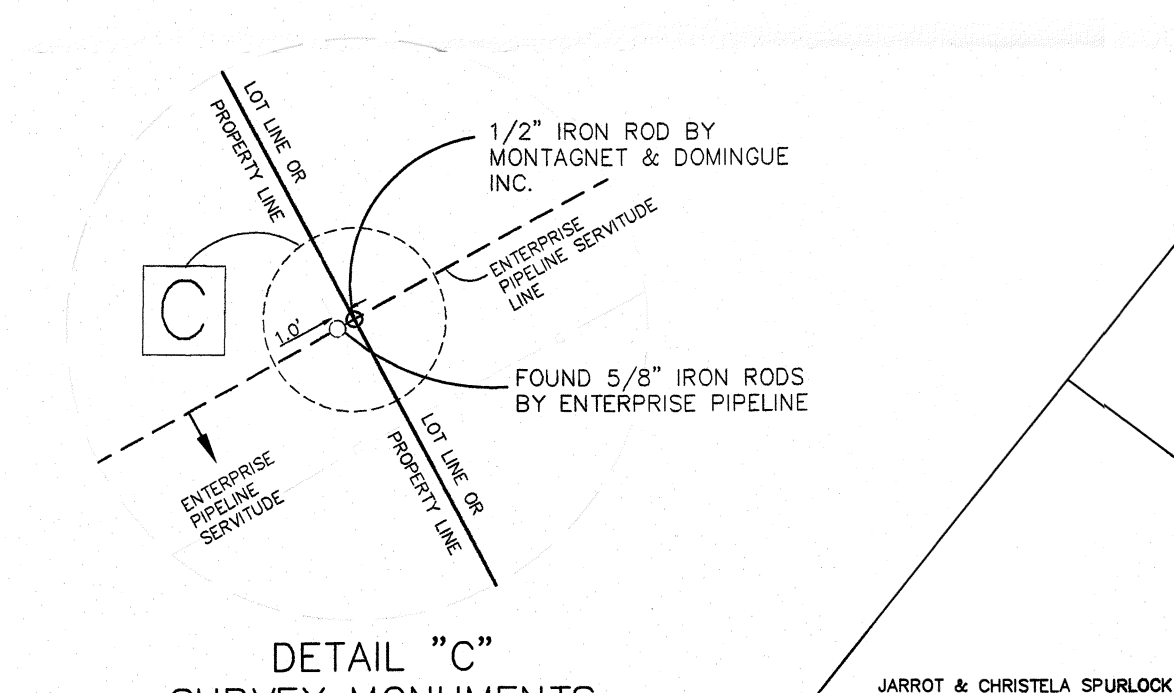 LOT LINE OR
PROPERTY LINE
1/2" IRON ROD BY
MONTAGNET & DOMINGUE
INC.
ENTERPRISE
PIPELINE SERVITUDE
LINE
C
1.0'
FOUND 5/8" IRON RODS
BY ENTERPRISE PIPELINE
LOT LINE OR
PROPERTY LINE
ENTERPRISE
PIPELINE
SERVITUDE
DETAIL "C"
SURVEY MONUMENTS
JARROT & CHRISTELA SPURLOCK